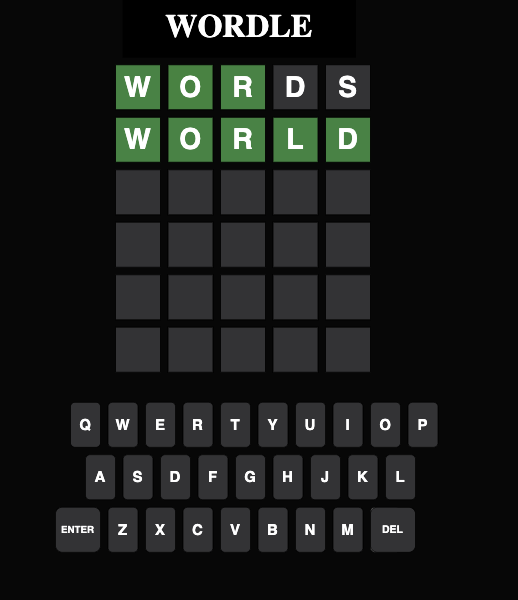 WORDLE
W O R D S
W O R L D
Q W E R T Y U I O P
A S D F G H J K L
ENTER Z X C V B N M DEL